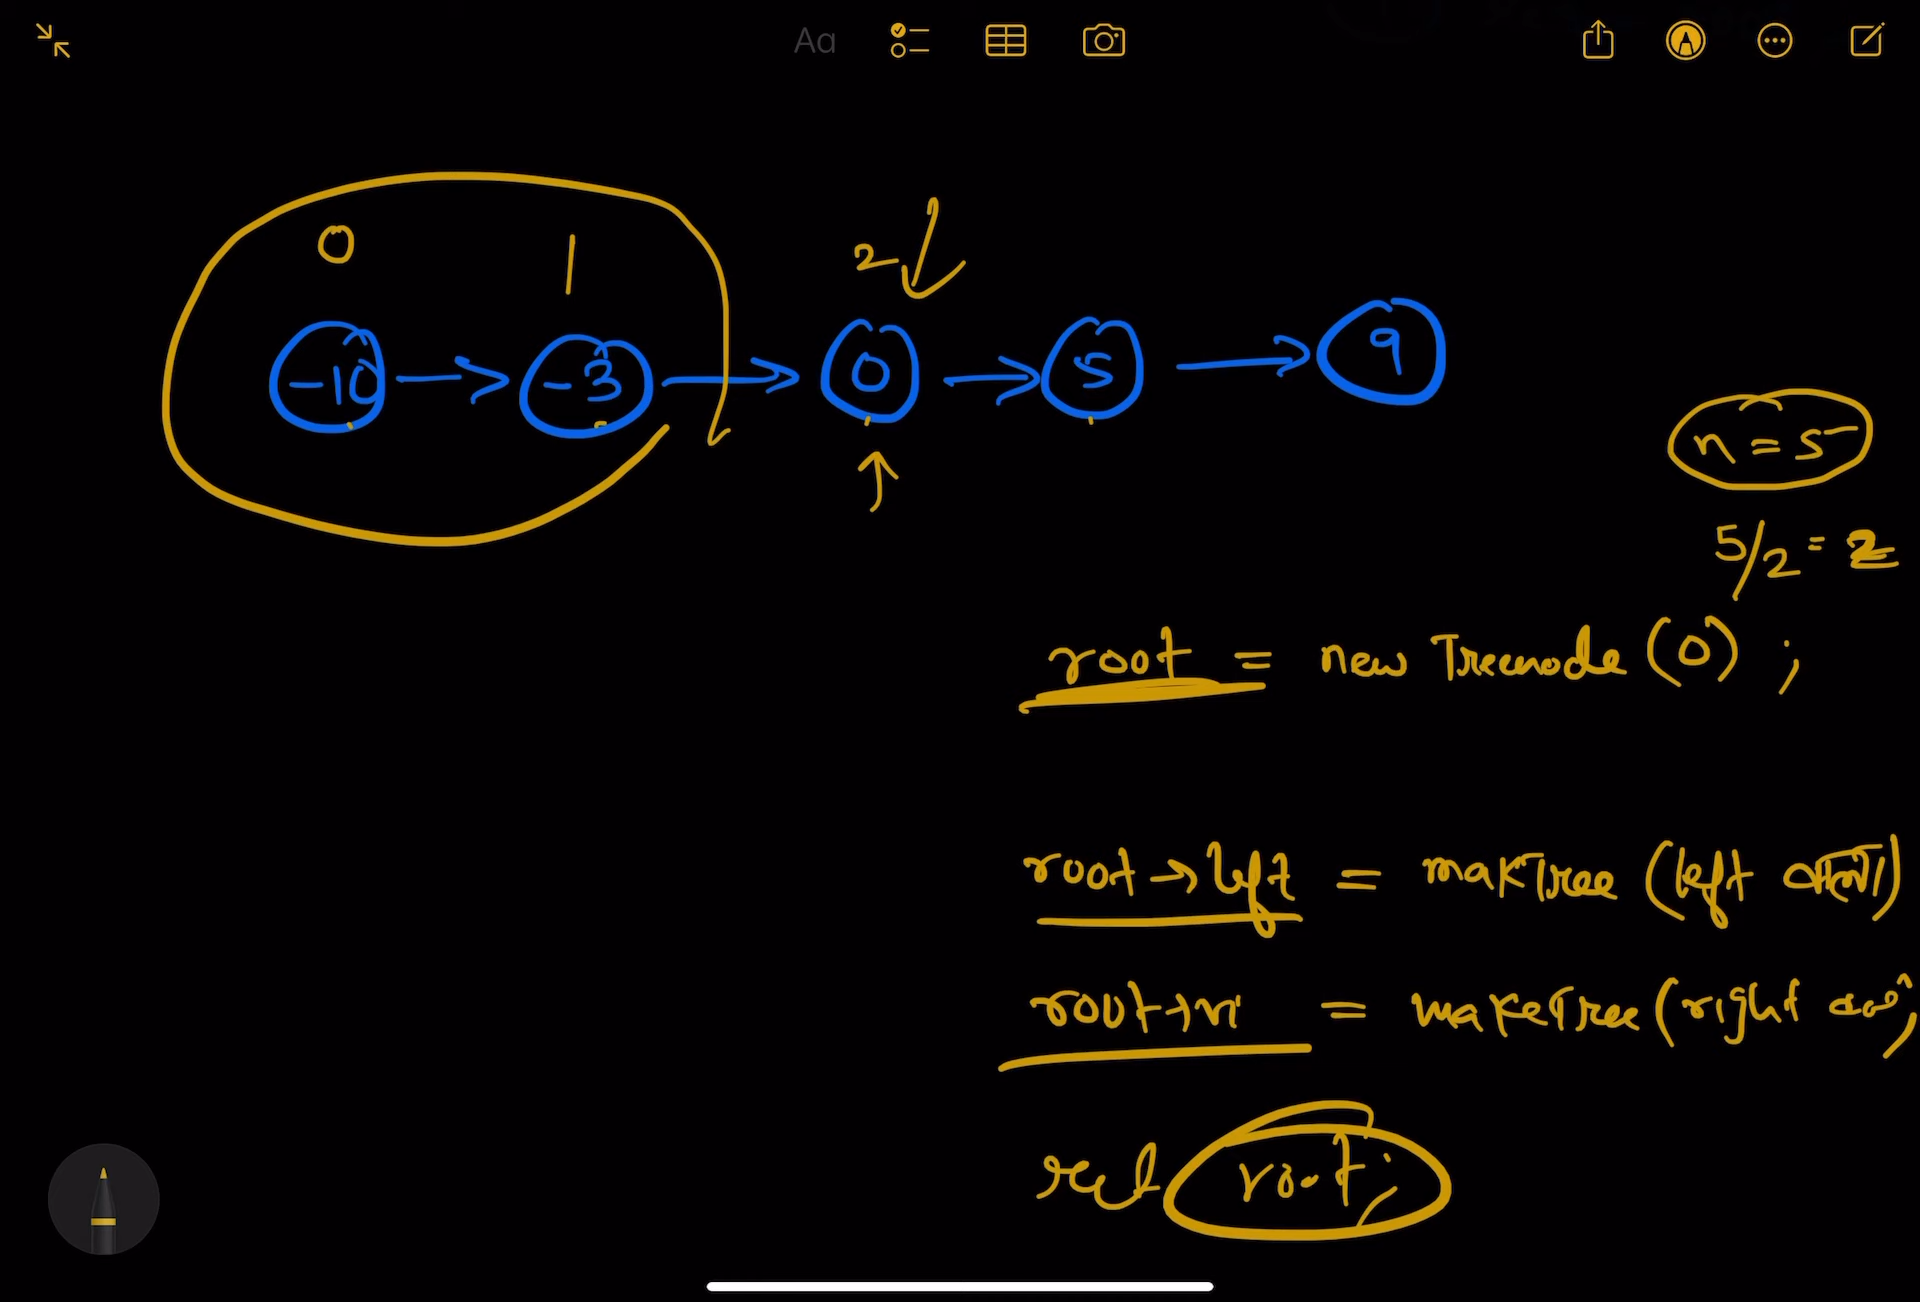 Aa
0 1 2
-10 → -3 → 0 → 5 → 9
n = 5
5/2 = 2
root = new Treenode (0) ;
root → left = makTree (left वाला)
root → ri = makeTree (right
ret root ;